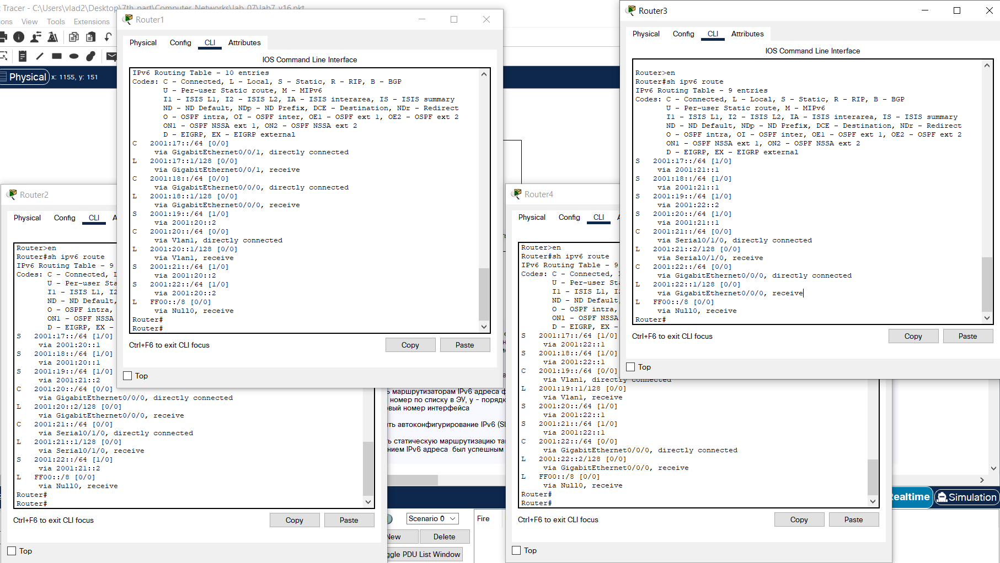 Tracer - C:\Users\vlad2\Desktop\7th_part\Computer_Networks\lab_07\lab7_v16.pkt
View Tools Extensions
Physical x: 1155, y: 151
Router1
Physical Config CLI Attributes
IOS Command Line Interface
IPv6 Routing Table - 10 entries
Codes: C - Connected, L - Local, S - Static, R - RIP, B - BGP
U - Per-user Static route, M - MIPv6
I1 - ISIS L1, I2 - ISIS L2, IA - ISIS interarea, IS - ISIS summary
ND - ND Default, NDp - ND Prefix, DCE - Destination, NDr - Redirect
O - OSPF intra, OI - OSPF inter, OE1 - OSPF ext 1, OE2 - OSPF ext 2
ON1 - OSPF NSSA ext 1, ON2 - OSPF NSSA ext 2
D - EIGRP, EX - EIGRP external
C 2001:17::/64 [0/0]
via GigabitEthernet0/0/1, directly connected
L 2001:17::1/128 [0/0]
via GigabitEthernet0/0/1, receive
C 2001:18::/64 [0/0]
via GigabitEthernet0/0/0, directly connected
L 2001:18::1/128 [0/0]
via GigabitEthernet0/0/0, receive
S 2001:19::/64 [1/0]
via 2001:20::2
C 2001:20::/64 [0/0]
via Vlan1, directly connected
L 2001:20::1/128 [0/0]
via Vlan1, receive
S 2001:21::/64 [1/0]
via 2001:20::2
S 2001:22::/64 [1/0]
via 2001:20::2
L FF00::/8 [0/0]
via Null0, receive
Router#
Router#
Ctrl+F6 to exit CLI focus
Copy Paste
Top
Router3
Physical Config CLI Attributes
IOS Command Line Interface
Router>en
Router#sh ipv6 route
IPv6 Routing Table - 9 entries
Codes: C - Connected, L - Local, S - Static, R - RIP, B - BGP
U - Per-user Static route, M - MIPv6
I1 - ISIS L1, I2 - ISIS L2, IA - ISIS interarea, IS - ISIS summary
ND - ND Default, NDp - ND Prefix, DCE - Destination, NDr - Redirect
O - OSPF intra, OI - OSPF inter, OE1 - OSPF ext 1, OE2 - OSPF ext 2
ON1 - OSPF NSSA ext 1, ON2 - OSPF NSSA ext 2
D - EIGRP, EX - EIGRP external
S 2001:17::/64 [1/0]
via 2001:21::1
S 2001:18::/64 [1/0]
via 2001:21::1
S 2001:19::/64 [1/0]
via 2001:22::2
S 2001:20::/64 [1/0]
via 2001:21::1
C 2001:21::/64 [0/0]
via Serial0/1/0, directly connected
L 2001:21::2/128 [0/0]
via Serial0/1/0, receive
C 2001:22::/64 [0/0]
via GigabitEthernet0/0/0, directly connected
L 2001:22::1/128 [0/0]
via GigabitEthernet0/0/0, receive
L FF00::/8 [0/0]
via Null0, receive
Router#
Ctrl+F6 to exit CLI focus
Copy Paste
Top
Router2
Physical Config CLI
Router>en
Router#sh ipv6 route
IPv6 Routing Table - 9
Codes: C - Connected,
U - Per-user
I1 - ISIS L1,
ND - ND Default,
O - OSPF intra,
ON1 - OSPF NSSA
D - EIGRP, EX -
S 2001:17::/64 [1/0]
via 2001:20::1
S 2001:18::/64 [1/0]
via 2001:20::1
S 2001:19::/64 [1/0]
via 2001:21::2
C 2001:20::/64 [0/0]
via GigabitEthernet0/0/0, directly connected
L 2001:20::2/128 [0/0]
via GigabitEthernet0/0/0, receive
C 2001:21::/64 [0/0]
via Serial0/1/0, directly connected
L 2001:21::1/128 [0/0]
via Serial0/1/0, receive
S 2001:22::/64 [1/0]
via 2001:21::2
L FF00::/8 [0/0]
via Null0, receive
Router#
Router#
Ctrl+F6 to exit CLI focus
Copy Paste
Top
Router4
Physical Config CLI
Router>en
Router#sh ipv6 route
IPv6 Routing Table - 9
Codes: C - Connected,
U - Per-user
I1 - ISIS L1,
ND - ND Default,
O - OSPF intra,
ON1 - OSPF NSSA
D - EIGRP, EX -
S 2001:17::/64 [1/0]
via 2001:22::1
S 2001:18::/64 [1/0]
via 2001:22::1
C 2001:19::/64 [0/0]
via Vlan1, directly connected
L 2001:19::1/128 [0/0]
via Vlan1, receive
S 2001:20::/64 [1/0]
via 2001:22::1
S 2001:21::/64 [1/0]
via 2001:22::1
C 2001:22::/64 [0/0]
via GigabitEthernet0/0/0, directly connected
L 2001:22::2/128 [0/0]
via GigabitEthernet0/0/0, receive
L FF00::/8 [0/0]
via Null0, receive
Router#
Router#
Ctrl+F6 to exit CLI focus
Copy Paste
Top
маршрутизаторам IPv6 адреса
номер по списку в ЭУ, y -
номер интерфейса
автоконфигурирование IPv6
статическую маршрутизацию
IPv6 адреса был успешным
Scenario 0
Fire
New Delete
PDU List Window
Realtime Simulation